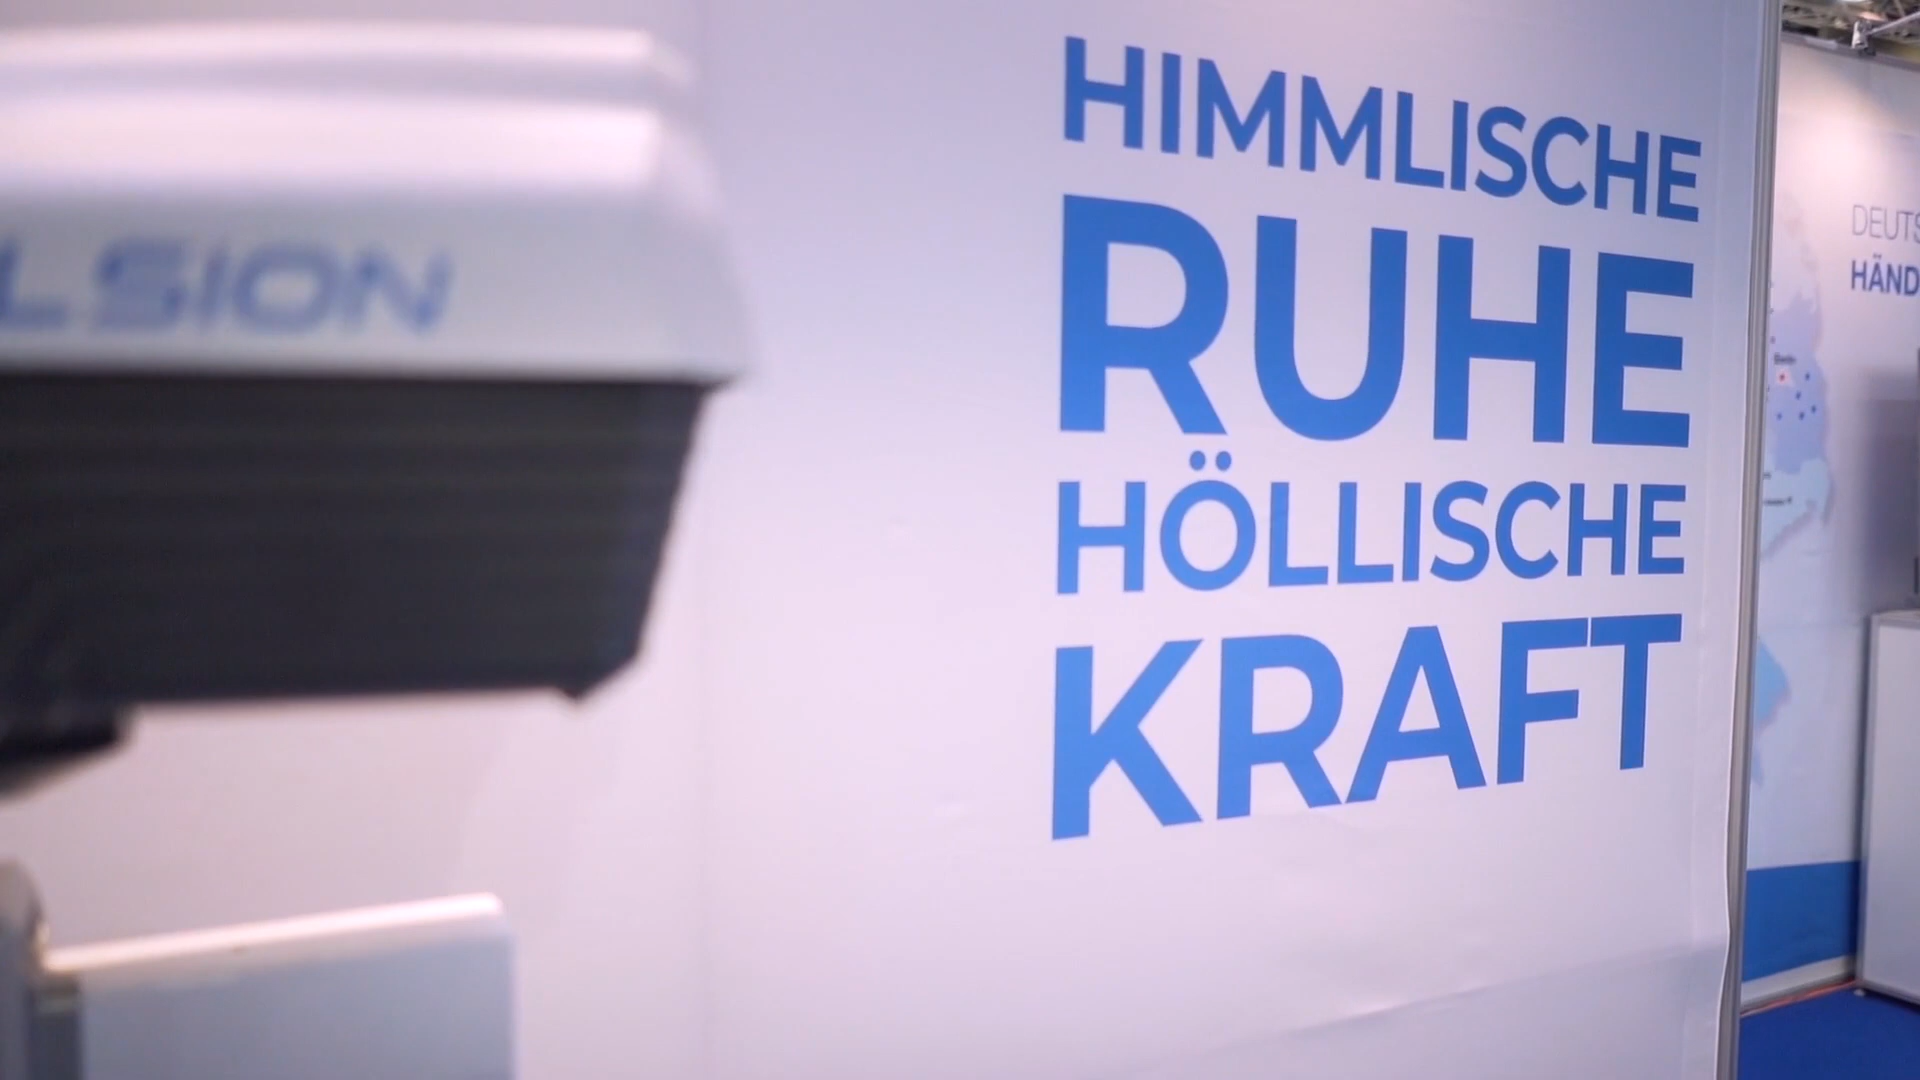 LSION
HIMMLISCHE
RUHE
HÖLLISCHE
KRAFT
DEUTS
HÄND